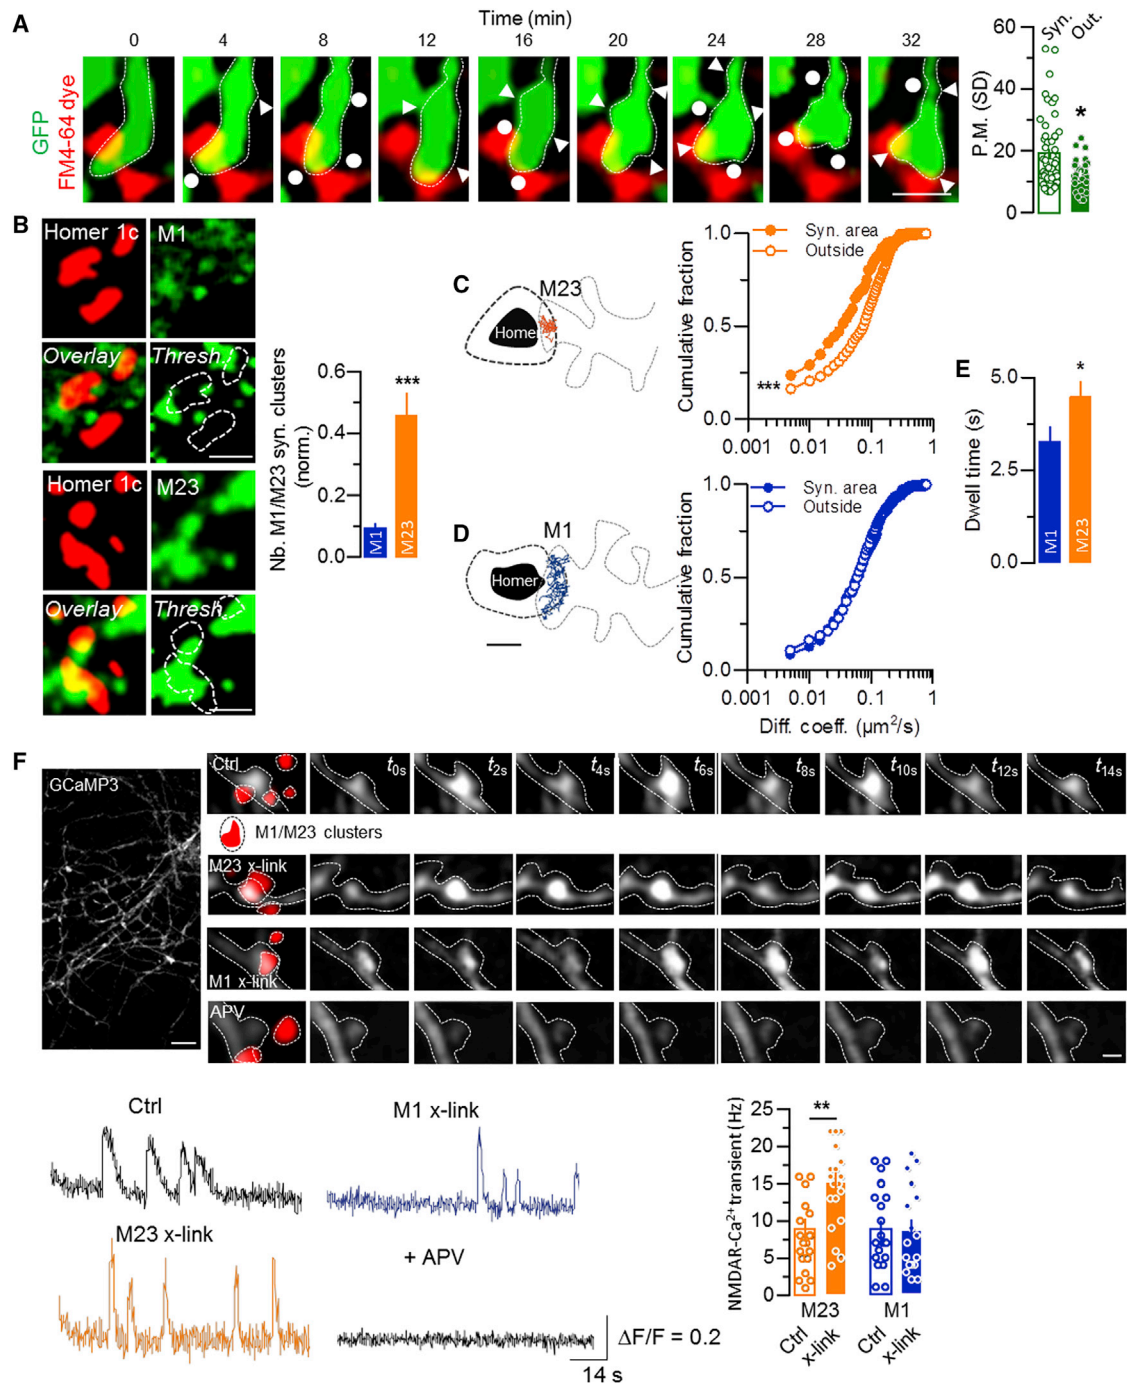 A
Time (min)
0 4 8 12 16 20 24 28 32
GFP
FM4-64 dye
Syn. Out.
P.M. (SD)
60
40
20
0
*
B
Homer 1c
M1
Overlay
Thresh.
Homer 1c
M23
Overlay
Thresh.
Nb. M1/M23 syn. clusters
(norm.)
0.6
0.4
0.2
0.0
***
M1
M23
C
M23
Home
Cumulative fraction
1.0
0.5
0.0
Syn. area
Outside
***
0.001 0.01 0.1 1
D
M1
Homer
Cumulative fraction
1.0
0.5
0.0
Syn. area
Outside
0.001 0.01 0.1 1
Diff. coeff. (µm²/s)
E
Dwell time (s)
5.0
2.5
0.0
*
M1
M23
F
GCaMP3
Ctrl
t0s t2s t4s t6s t8s t10s t12s t14s
M1/M23 clusters
M23 x-link
M1 x-link
APV
Ctrl
M1 x-link
M23 x-link
+ APV
ΔF/F = 0.2
14 s
NMDAR-Ca²⁺transient (Hz)
25
20
15
10
5
0
**
M23 M1
Ctrl x-link Ctrl x-link